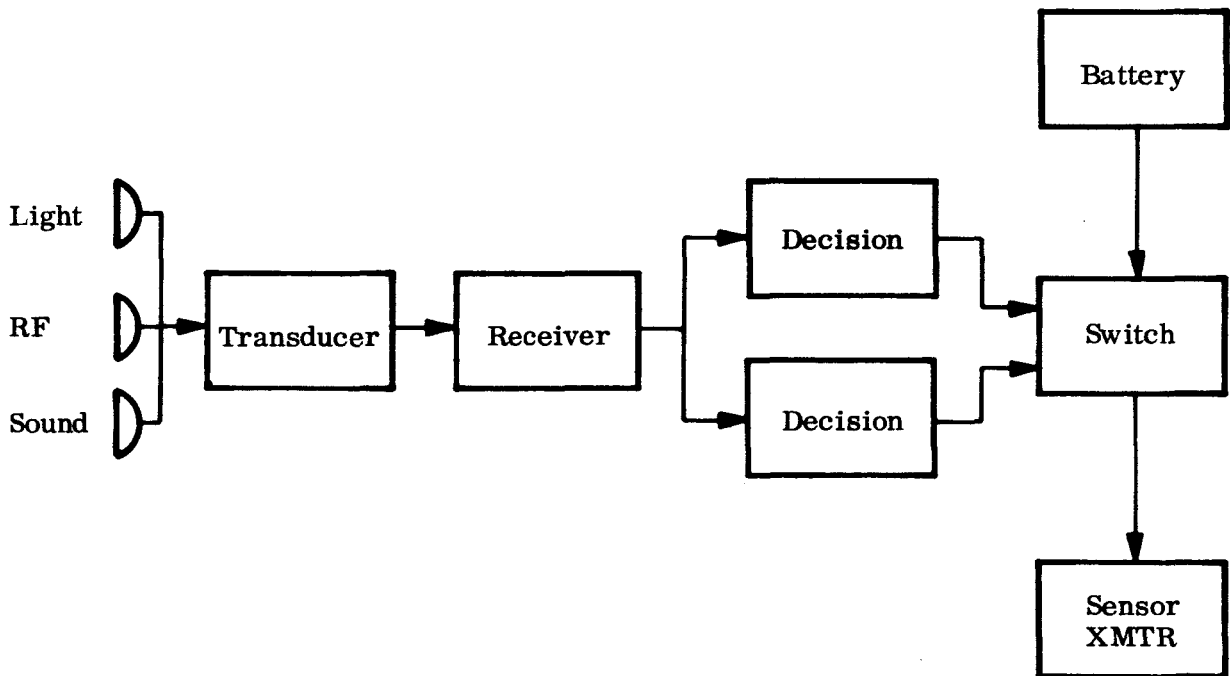 Battery
Light
Decision
RF
Transducer
Receiver
Switch
Sound
Decision
Sensor
XMTR